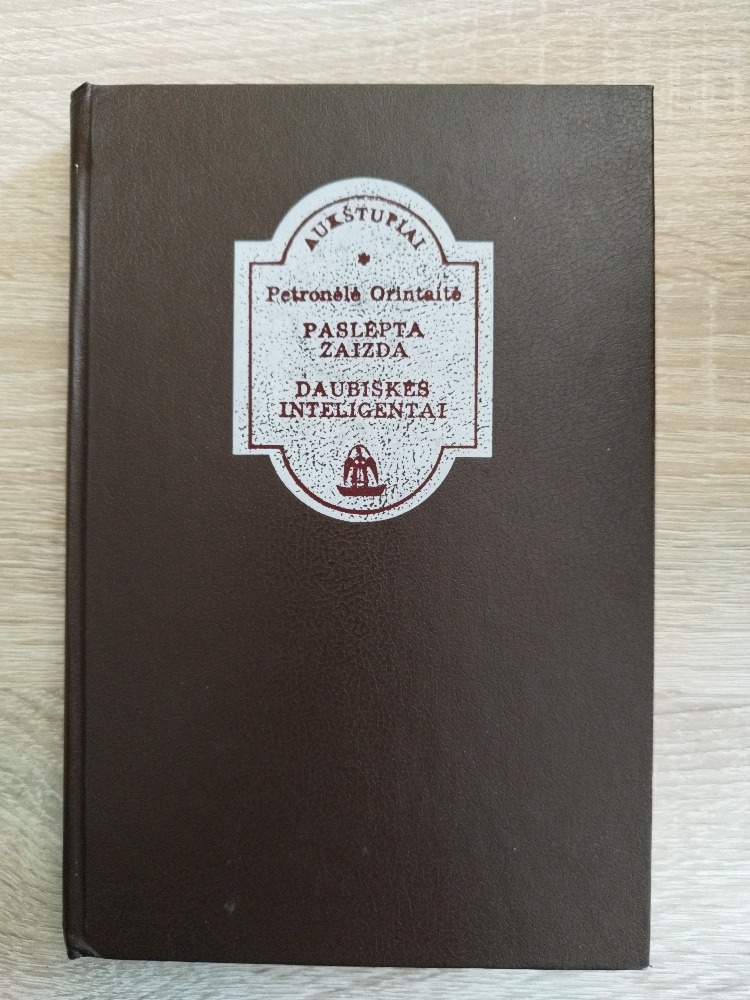 AUKŠTUPIAI
Petronėlė Orintaitė
PASLĖPTA
ŽAIZDA
DAUBIŠKĖS
INTELIGENTAI